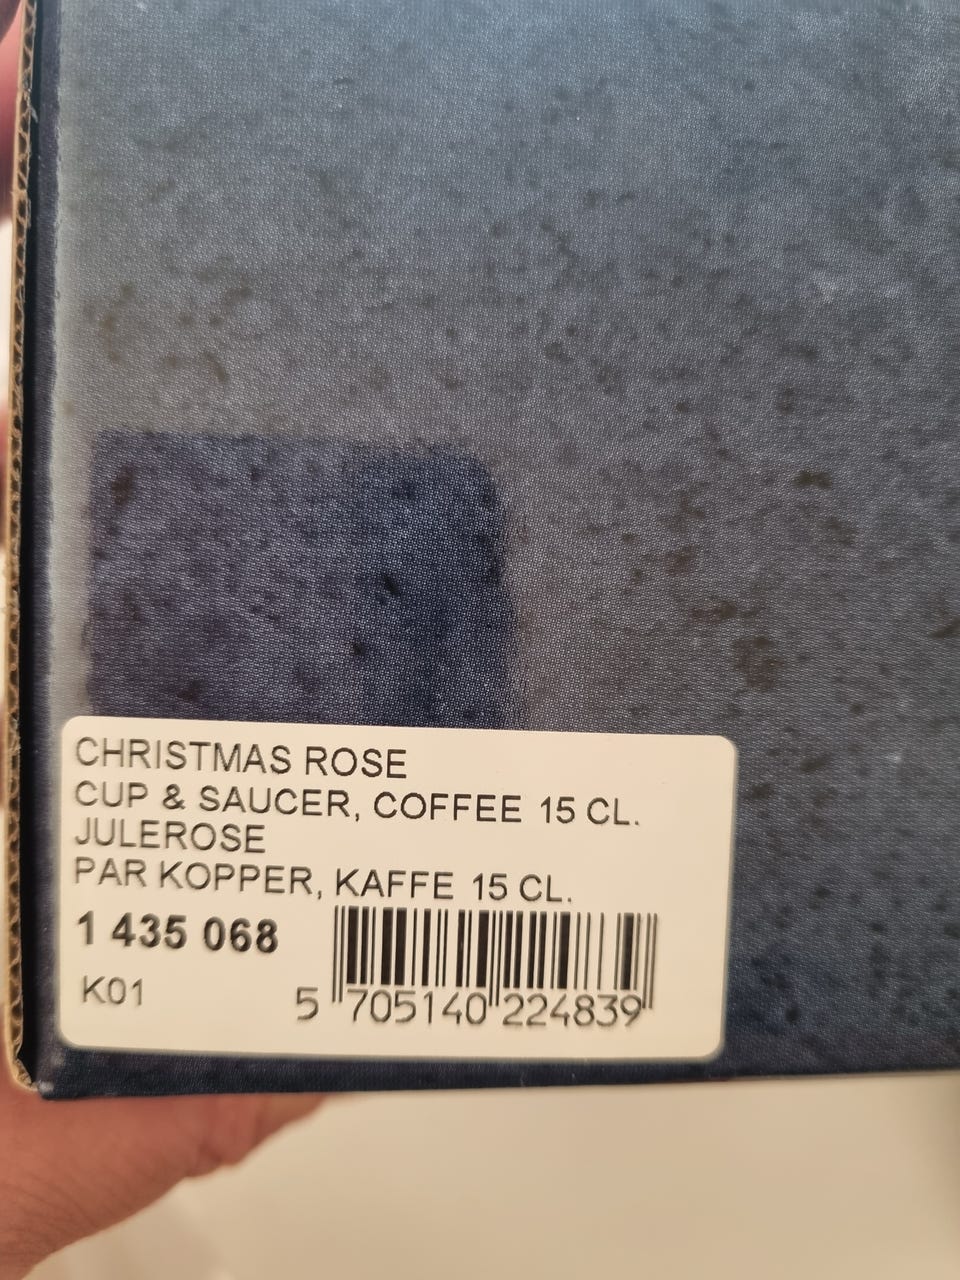 CHRISTMAS ROSE
CUP & SAUCER, COFFEE 15 CL.
JULEROSE
PAR KOPPER, KAFFE 15 CL.
1 435 068
K01
5 705140 224839